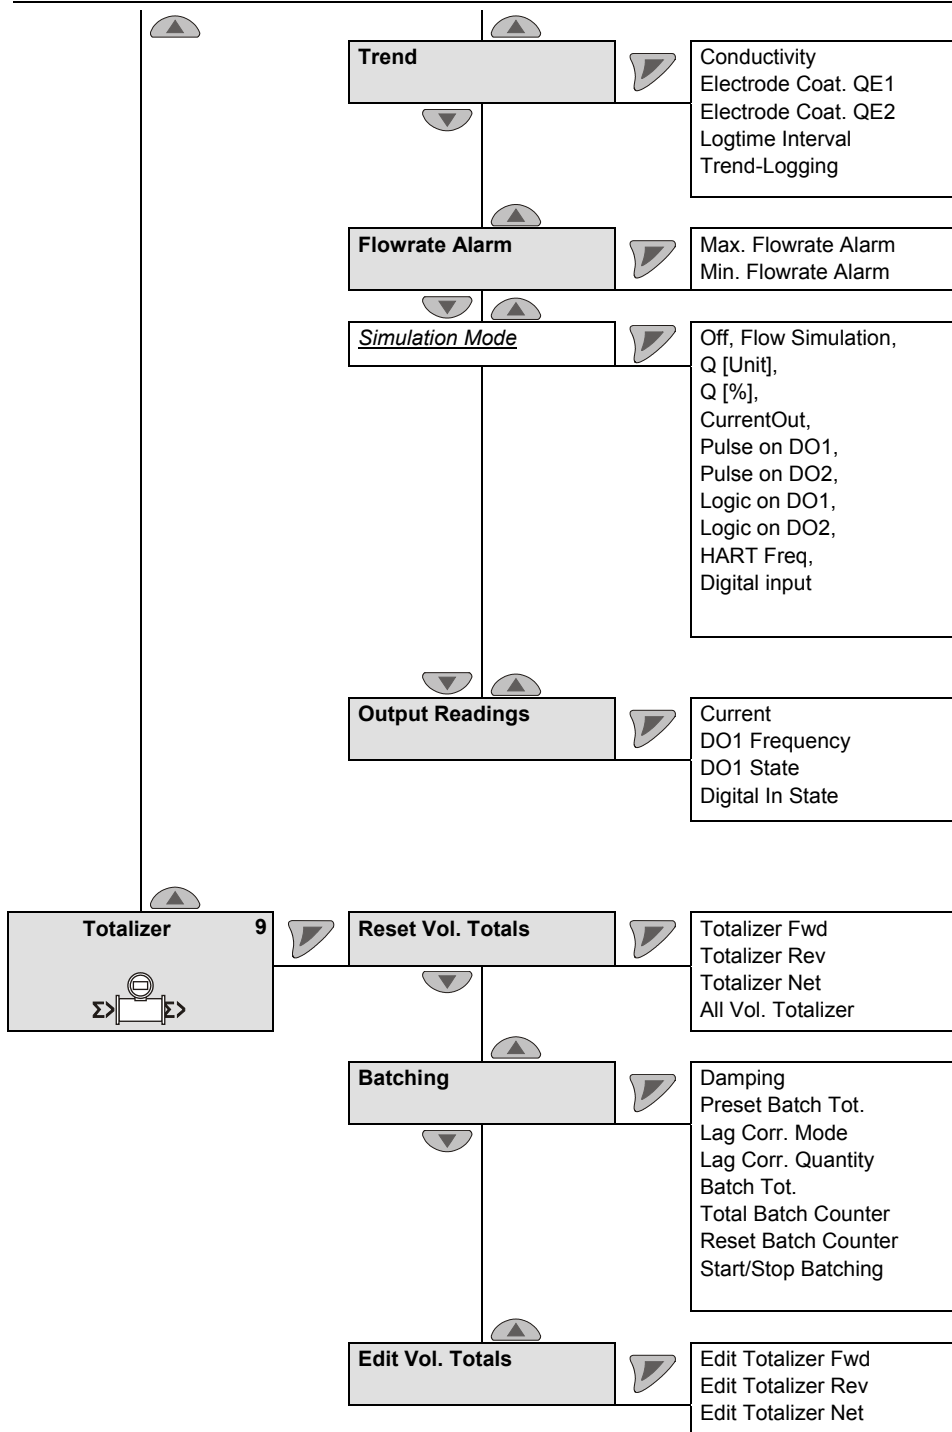 Trend
Conductivity
Electrode Coat. QE1
Electrode Coat. QE2
Logtime Interval
Trend-Logging
Flowrate Alarm
Max. Flowrate Alarm
Min. Flowrate Alarm
Simulation Mode
Off, Flow Simulation,
Q [Unit],
Q [%],
CurrentOut,
Pulse on DO1,
Pulse on DO2,
Logic on DO1,
Logic on DO2,
HART Freq,
Digital input
Output Readings
Current
DO1 Frequency
DO1 State
Digital In State
Totalizer 9
Σ> Σ>
Reset Vol. Totals
Totalizer Fwd
Totalizer Rev
Totalizer Net
All Vol. Totalizer
Batching
Damping
Preset Batch Tot.
Lag Corr. Mode
Lag Corr. Quantity
Batch Tot.
Total Batch Counter
Reset Batch Counter
Start/Stop Batching
Edit Vol. Totals
Edit Totalizer Fwd
Edit Totalizer Rev
Edit Totalizer Net